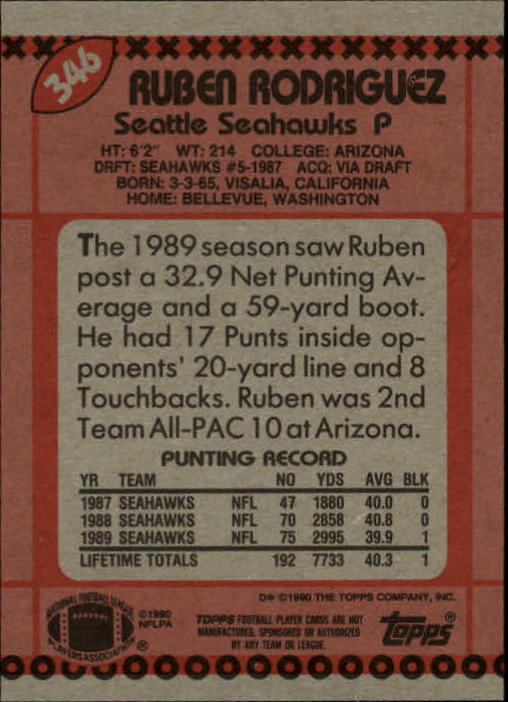 346
RUBEN RODRIGUEZ
Seattle Seahawks P
HT: 6'2" WT: 214 COLLEGE: ARIZONA
DRFT: SEAHAWKS #5-1987 ACQ: VIA DRAFT
BORN: 3-3-65, VISALIA, CALIFORNIA
HOME: BELLEVUE, WASHINGTON
The 1989 season saw Ruben
post a 32.9 Net Punting Av-
erage and a 59-yard boot.
He had 17 Punts inside op-
ponents' 20-yard line and 8
Touchbacks. Ruben was 2nd
Team All-PAC 10 at Arizona.
PUNTING RECORD
YR TEAM NO YDS AVG BLK
1987 SEAHAWKS NFL 47 1880 40.0 0
1988 SEAHAWKS NFL 70 2858 40.8 0
1989 SEAHAWKS NFL 75 2995 39.9 1
LIFETIME TOTALS 192 7733 40.3 1
D* ©1990 THE TOPPS COMPANY, INC.
NATIONAL FOOTBALL LEAGUE
PLAYERS ASSOCIATION ®
©1990
NFLPA
TOPPS FOOTBALL PLAYER CARDS ARE NOT
MANUFACTURED, SPONSORED OR AUTHORIZED
BY ANY TEAM OR LEAGUE.
topps®